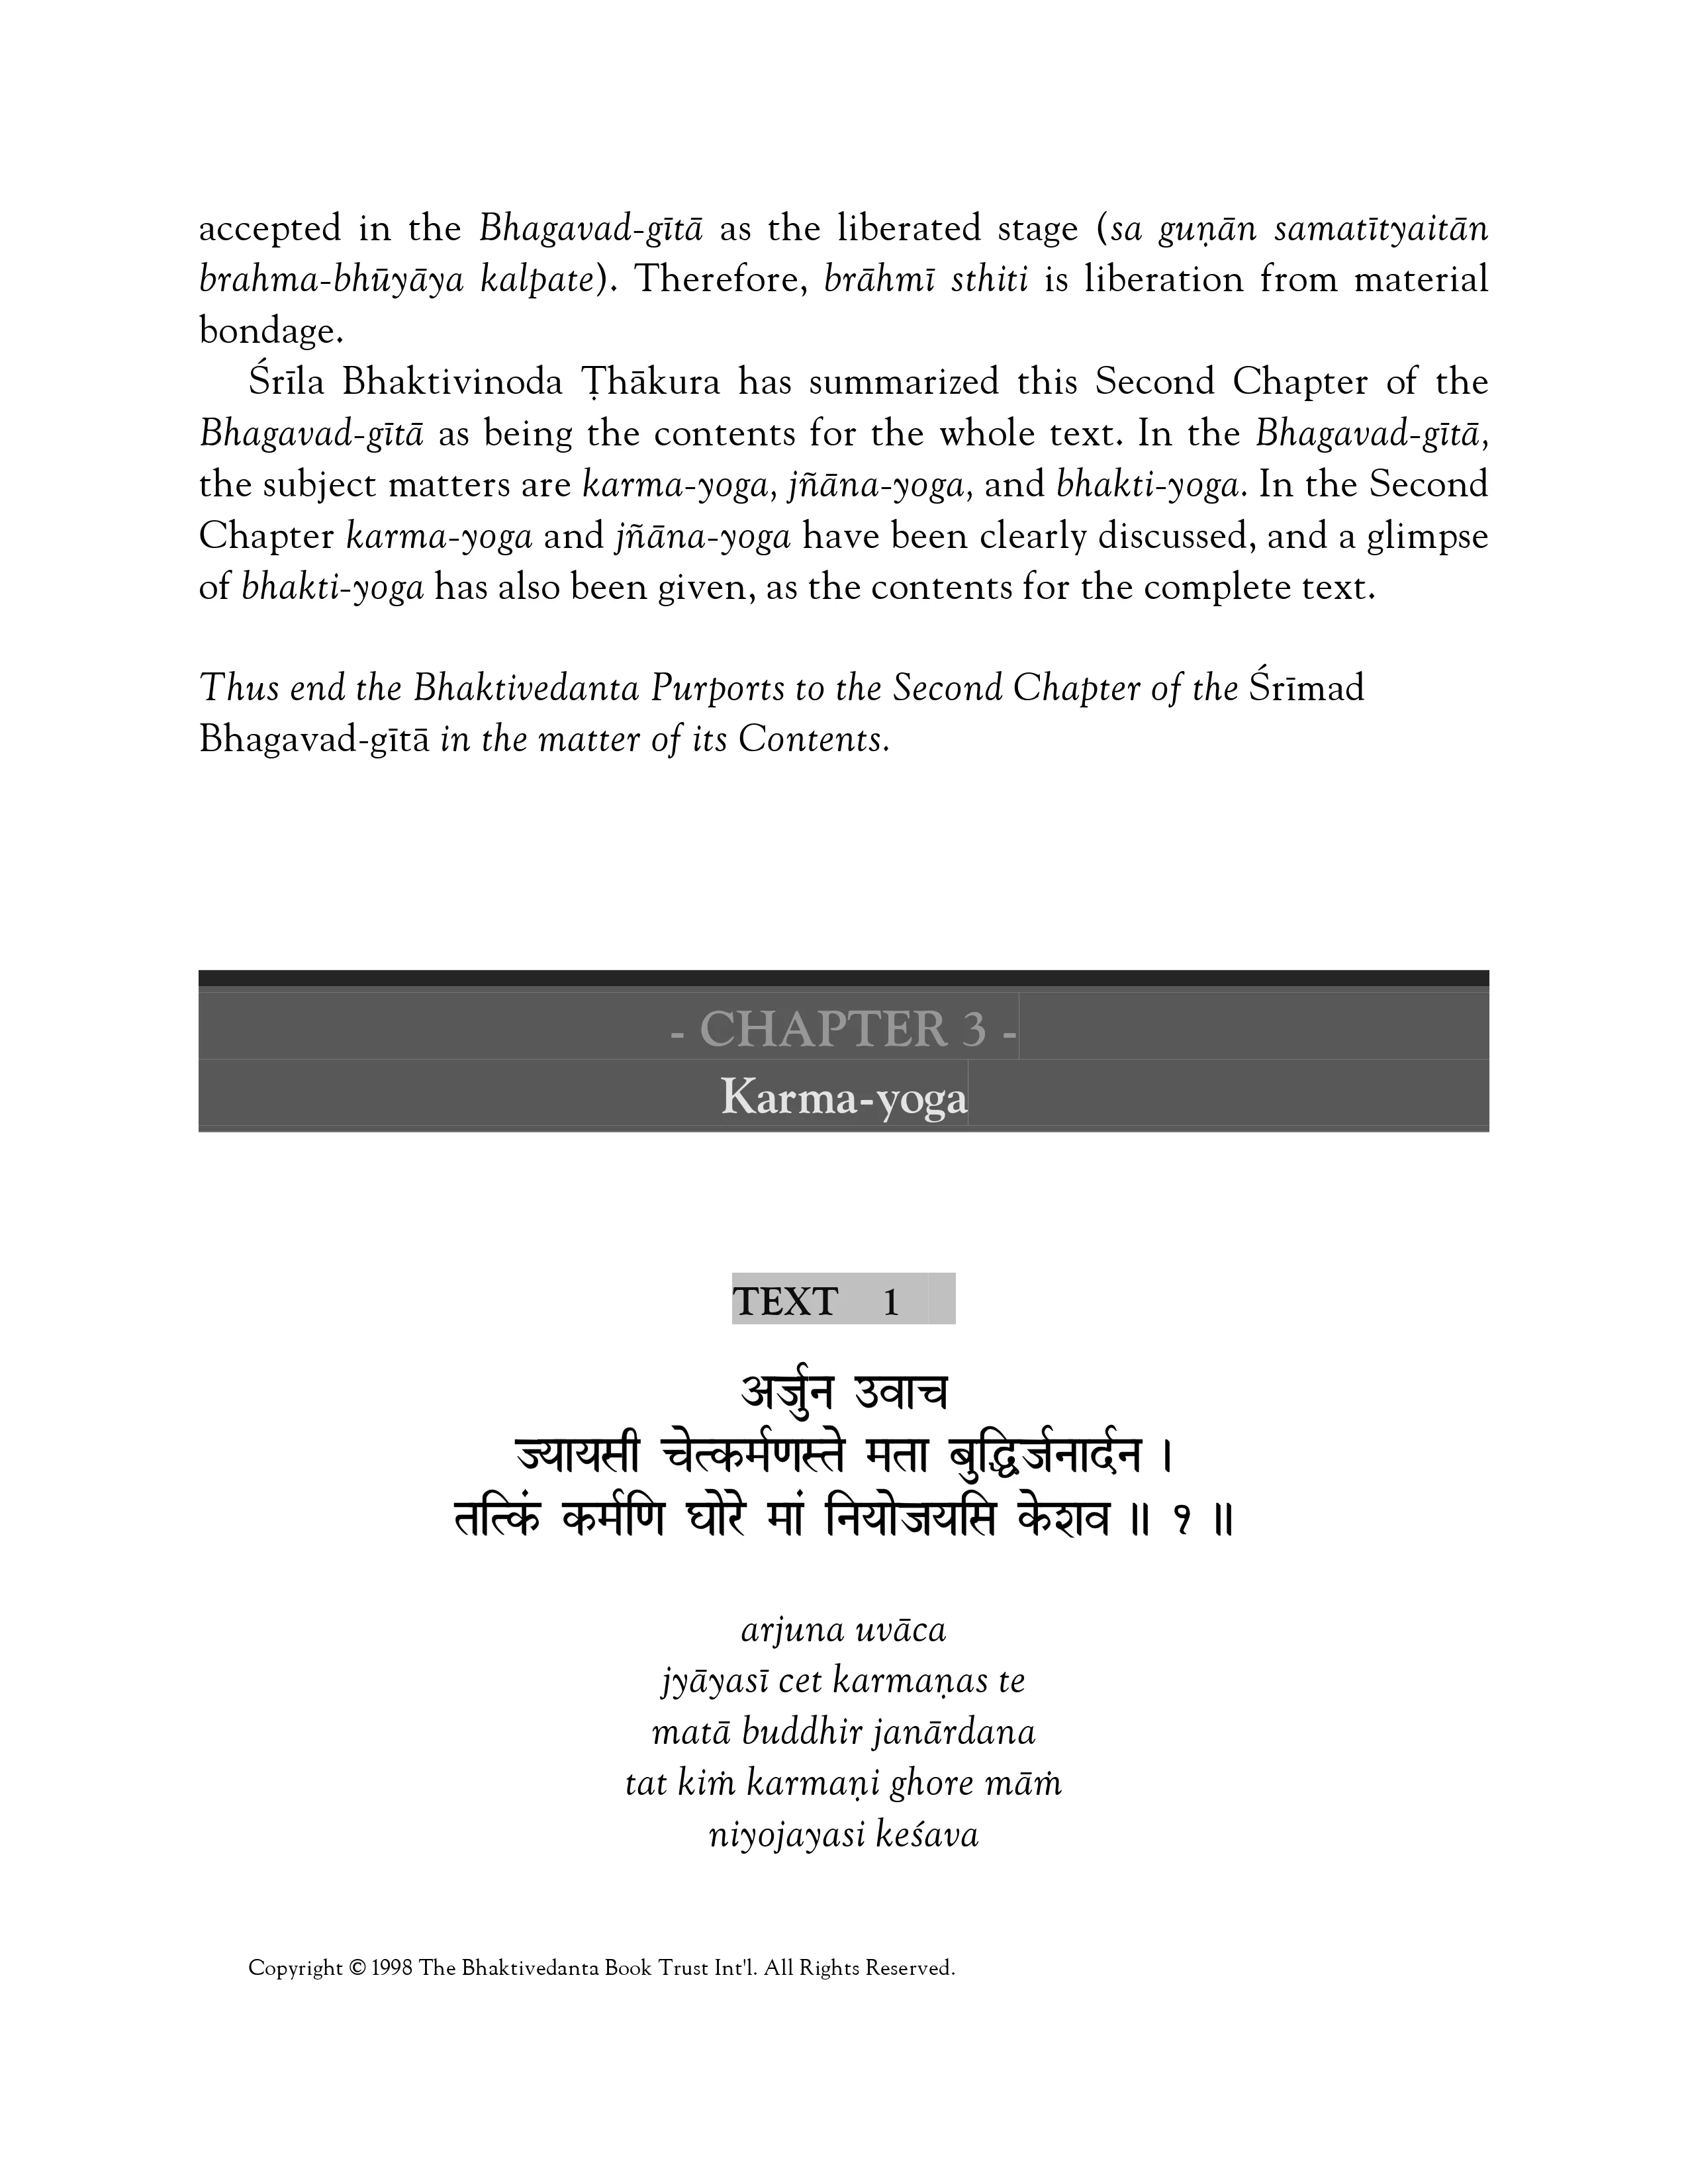 accepted in the Bhagavad-gītā as the liberated stage (sa guṇān samatītyaitān
brahma-bhūyāya kalpate). Therefore, brāhmī sthiti is liberation from material
bondage.
Śrīla Bhaktivinoda Ṭhākura has summarized this Second Chapter of the
Bhagavad-gītā as being the contents for the whole text. In the Bhagavad-gītā,
the subject matters are karma-yoga, jñāna-yoga, and bhakti-yoga. In the Second
Chapter karma-yoga and jñāna-yoga have been clearly discussed, and a glimpse
of bhakti-yoga has also been given, as the contents for the complete text.
Thus end the Bhaktivedanta Purports to the Second Chapter of the Śrīmad
Bhagavad-gītā in the matter of its Contents.
- CHAPTER 3 -
Karma-yoga
TEXT 1
अर्जुन उवाच
ज्यायसी चेत्कर्मणस्ते मता बुद्धिर्जनार्दन ।
तत्किं कर्मणि घोरे मां नियोजयसि केशव ॥ १ ॥
arjuna uvāca
jyāyasī cet karmaṇas te
matā buddhir janārdana
tat kiṁ karmaṇi ghore māṁ
niyojayasi keśava
Copyright © 1998 The Bhaktivedanta Book Trust Int'l. All Rights Reserved.